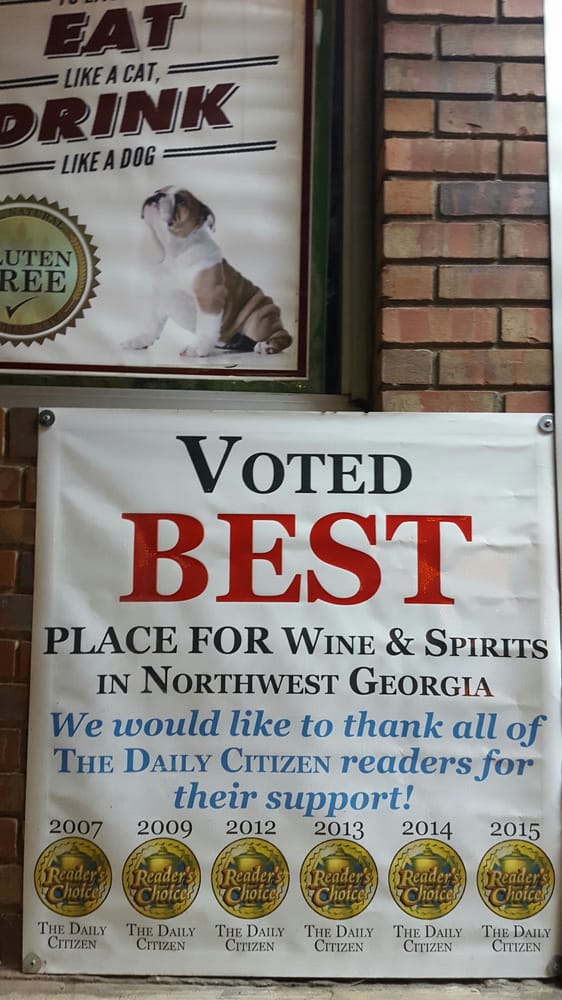 EAT
LIKE A CAT,
DRINK
LIKE A DOG
NATURAL
LUTEN
REE
VOTED
BEST
PLACE FOR WINE & SPIRITS
IN NORTHWEST GEORGIA
We would like to thank all of
THE DAILY CITIZEN readers for
their support!
2007 2009 2012 2013 2014 2015
Reader's Choice Reader's Choice Reader's Choice Reader's Choice Reader's Choice Reader's Choice
THE DAILY THE DAILY THE DAILY THE DAILY THE DAILY THE DAILY
CITIZEN CITIZEN CITIZEN CITIZEN CITIZEN CITIZEN